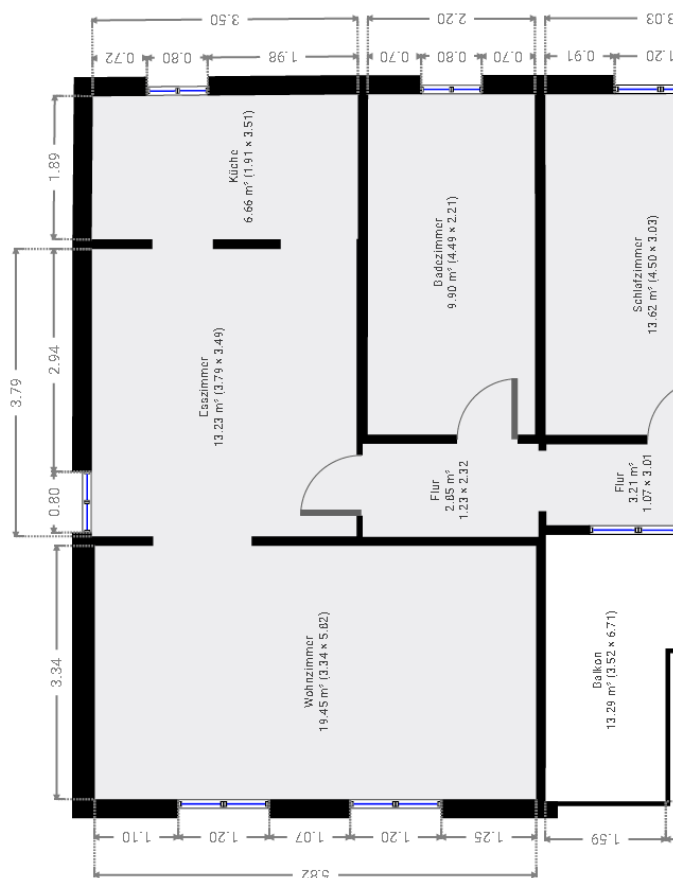 3.50
2.20
3.03
0.72
0.80
1.98
0.70
0.80
0.70
0.91
1.20
1.89
Küche
6.66 m² (1.91 × 3.51)
Badezimmer
9.90 m² (4.49 × 2.21)
Schlafzimmer
13.62 m² (4.50 × 3.03)
3.79
2.94
Esszimmer
13.23 m² (3.79 × 3.49)
0.80
Flur
2.85 m²
1.23 × 2.32
Flur
3.21 m²
1.07 × 3.01
3.34
Wohnzimmer
19.45 m² (3.34 × 5.82)
Balkon
13.29 m² (3.52 × 6.71)
1.10
1.20
1.07
1.20
1.25
1.59
5.82